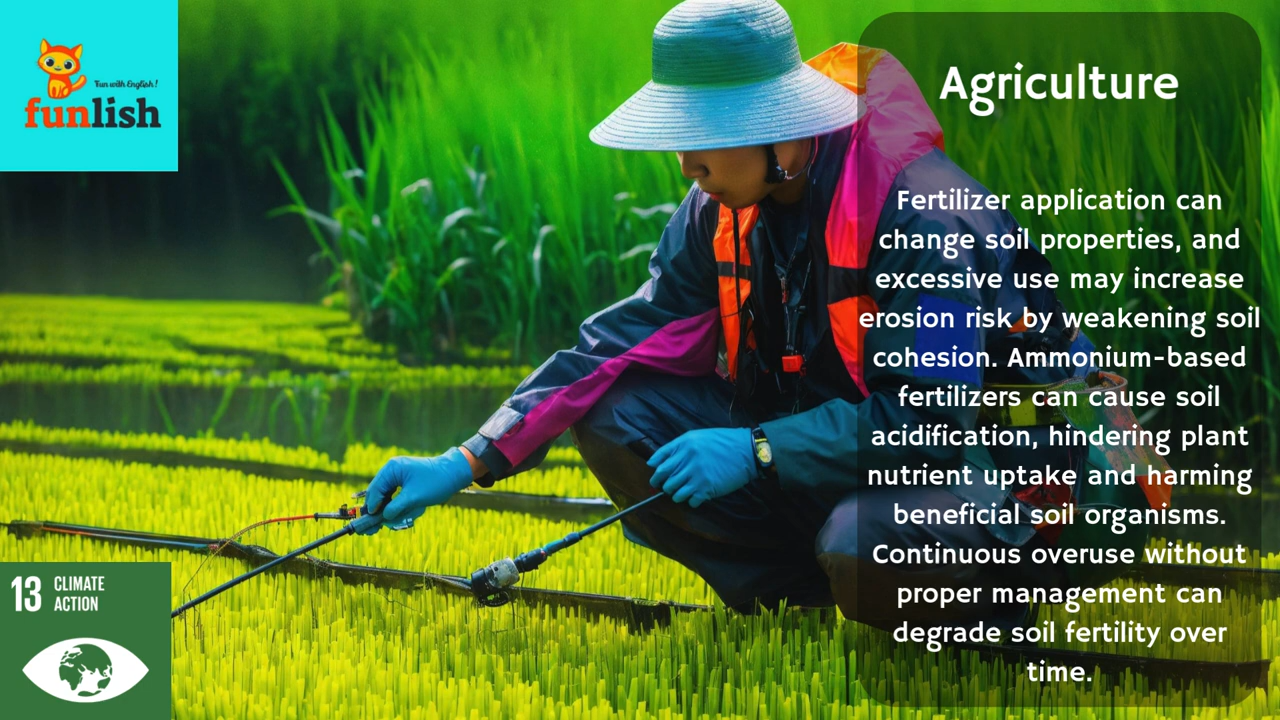 Fun with English!
funlish
Agriculture
Fertilizer application can
change soil properties, and
excessive use may increase
erosion risk by weakening soil
cohesion. Ammonium-based
fertilizers can cause soil
acidification, hindering plant
nutrient uptake and harming
beneficial soil organisms.
Continuous overuse without
proper management can
degrade soil fertility over
time.
13 CLIMATE
ACTION